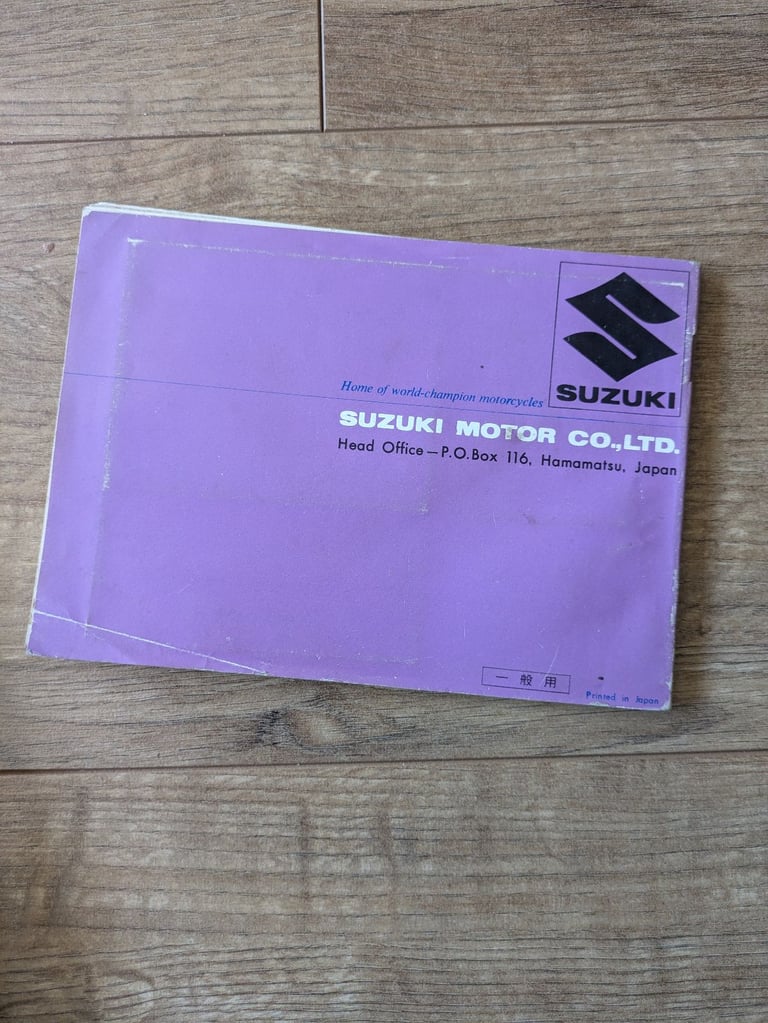 SUZUKI
Home of world-champion motorcycles
SUZUKI MOTOR CO.,LTD.
Head Office—P.O.Box 116, Hamamatsu, Japan
一般用
Printed in Japan